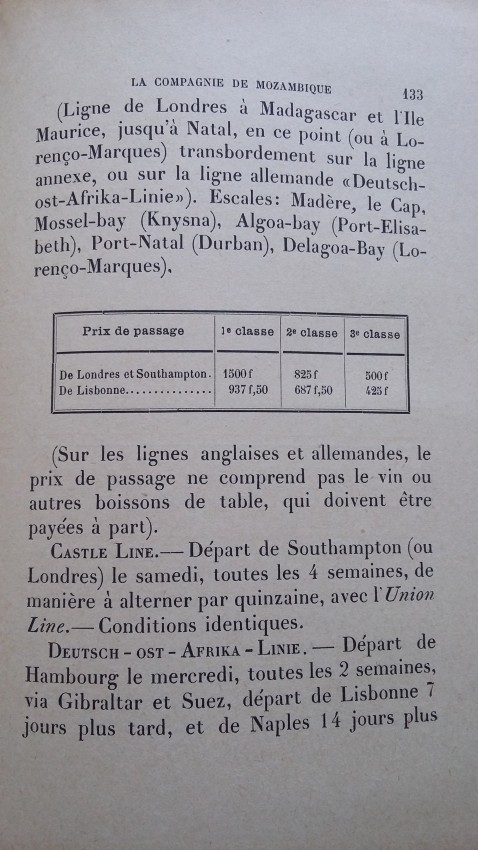 LA COMPAGNIE DE MOZAMBIQUE 133
(Ligne de Londres à Madagascar et l'Ile
Maurice, jusqu'à Natal, en ce point (ou à Lo-
renço-Marques) transbordement sur la ligne
annexe, ou sur la ligne allemande «Deutsch-
ost-Afrika-Linie»). Escales: Madère, le Cap,
Mossel-bay (Knysna), Algoa-bay (Port-Elisa-
beth), Port-Natal (Durban), Delagoa-Bay (Lo-
renço-Marques).
Prix de passage 1e classe 2e classe 3e classe
De Londres et Southampton. 1500 f 825 f 500 f
De Lisbonne.............. 937 f,50 687 f,50 425 f
(Sur les lignes anglaises et allemandes, le
prix de passage ne comprend pas le vin ou
autres boissons de table, qui doivent être
payées à part).
CASTLE LINE.— Départ de Southampton (ou
Londres) le samedi, toutes les 4 semaines, de
manière à alterner par quinzaine, avec l'Union
Line.— Conditions identiques.
DEUTSCH-OST-AFRIKA-LINIE.— Départ de
Hambourg le mercredi, toutes les 2 semaines,
via Gibraltar et Suez, départ de Lisbonne 7
jours plus tard, et de Naples 14 jours plus